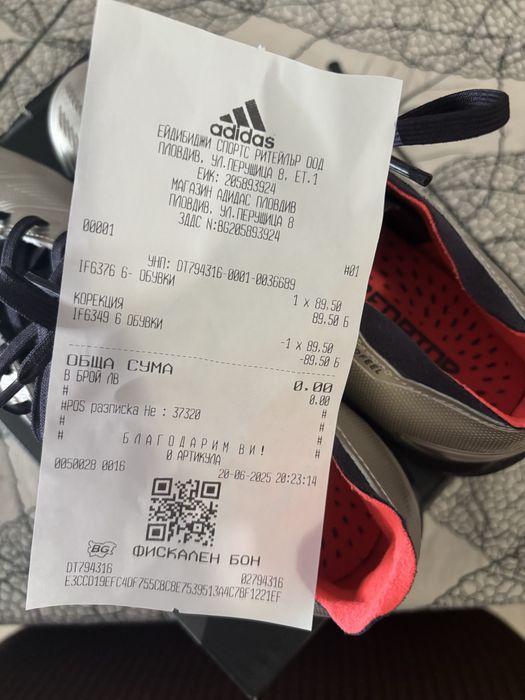 adidas
ЕЙДИБИДЖИ СПОРТС РИТЕЙЛЪР ООД
ПЛОВДИВ, УЛ.ПЕРУЩИЦА 8, ЕТ.1
ЕИК: 205893924
МАГАЗИН АДИДАС ПЛОВДИВ
ПЛОВДИВ, УЛ.ПЕРУЩИЦА 8
ЗДДС N:BG205893924
00001 #01
УНП: DT794316-0001-0036689
IF6376 6- ОБУВКИ 1 x 89.50
89.50 Б
КОРЕКЦИЯ
IF6349 6 ОБУВКИ -1 x 89.50
-89.50 Б
ОБЩА СУМА 0.00
В БРОЙ ЛВ 0.00
# #
#POS разписка Не : 37320 #
# #
# БЛАГОДАРИМ ВИ! #
0 АРТИКУЛА
0050028 0016 20-06-2025 20:23:14
BG
ФИСКАЛЕН БОН
DT794316 02794316
PREDATOR